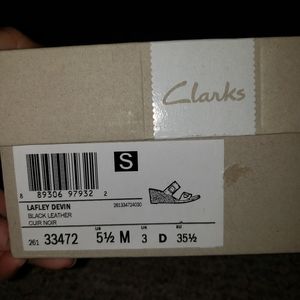 Clarks
S
8 89306 97932 2
261334724030
LAFLEY DEVIN
BLACK LEATHER
CUIR NOIR
261 33472
US 5½ M
UK 3 D
EU 35½